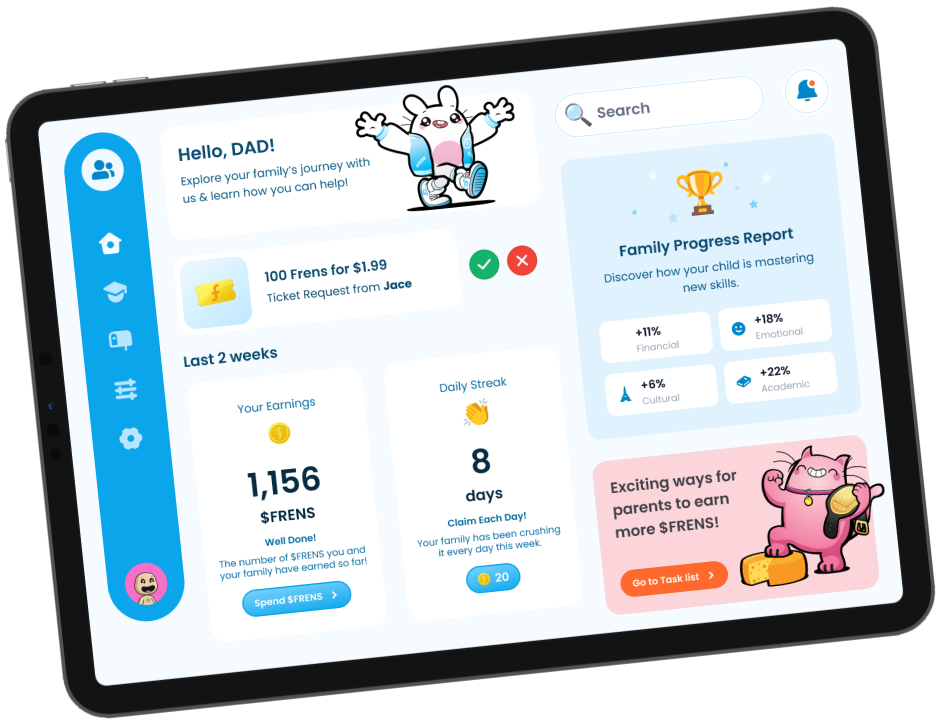 Hello, DAD!
Explore your family's journey with
us & learn how you can help!
Search
100 Frens for $1.99
Ticket Request from Jace
Last 2 weeks
Your Earnings
1,156
$FRENS
Well Done!
The number of $FRENS you and
your family have earned so far!
Spend $FRENS
Daily Streak
8
days
Claim Each Day!
Your family has been crushing
it every day this week.
20
Family Progress Report
Discover how your child is mastering
new skills.
+11%
Financial
+18%
Emotional
+6%
Cultural
+22%
Academic
Exciting ways for
parents to earn
more $FRENS!
Go to Task list